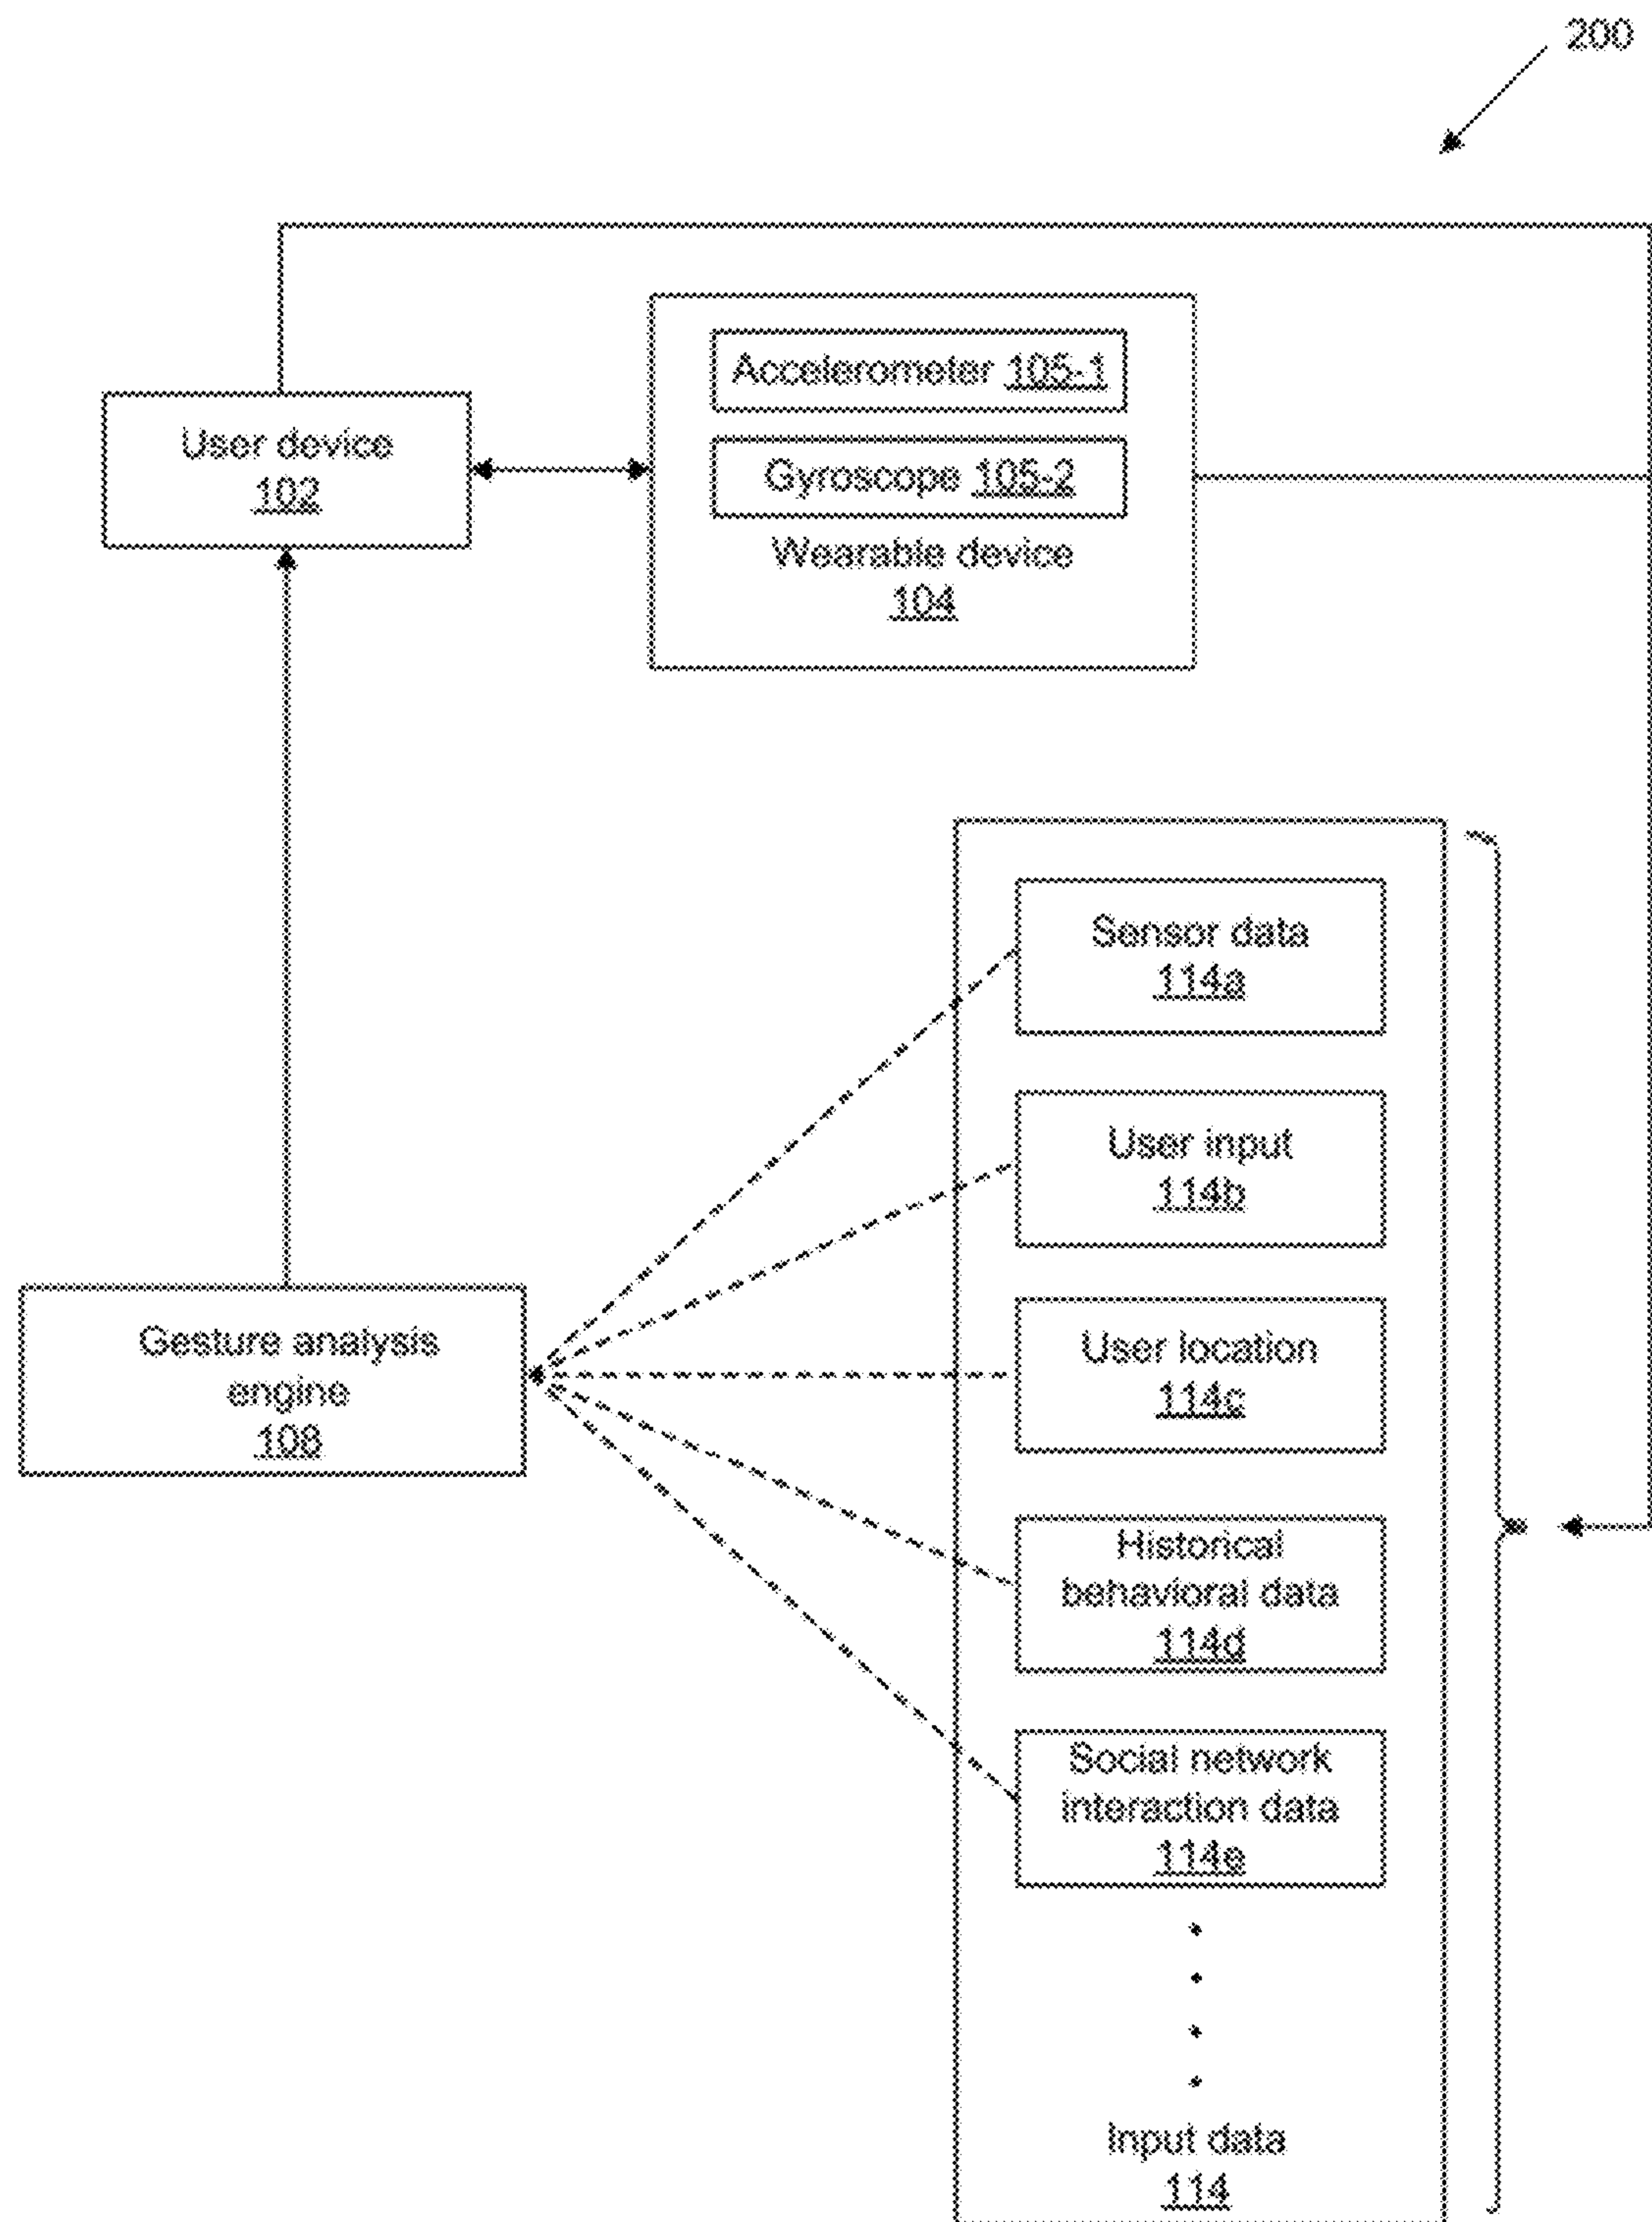 200
Accelerometer 105-1
User device
102
Gyroscope 105-2
Wearable device
104
Sensor data
114a
User input
114b
Gesture analysis
engine
108
User location
114c
Historical
behavioral data
114d
Social network
interaction data
114e
Input data
114